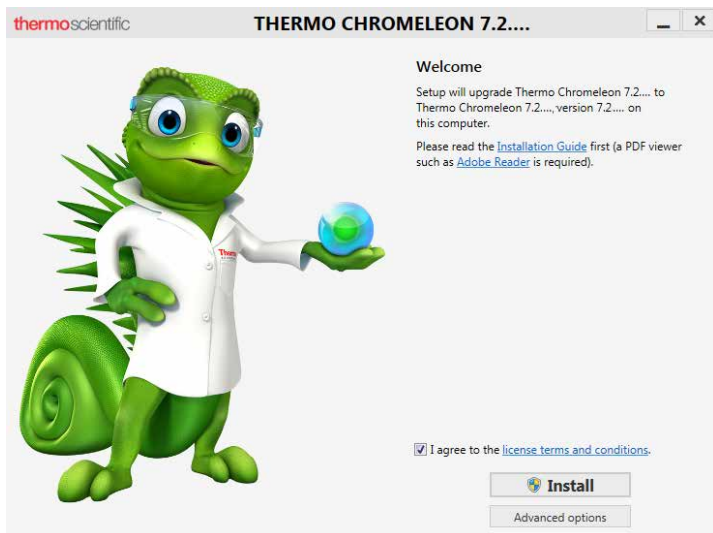 thermoscientific
THERMO CHROMELEON 7.2....
Welcome
Setup will upgrade Thermo Chromeleon 7.2.... to
Thermo Chromeleon 7.2...., version 7.2.... on
this computer.
Please read the Installation Guide first (a PDF viewer
such as Adobe Reader is required).
Thermo
I agree to the license terms and conditions.
Install
Advanced options